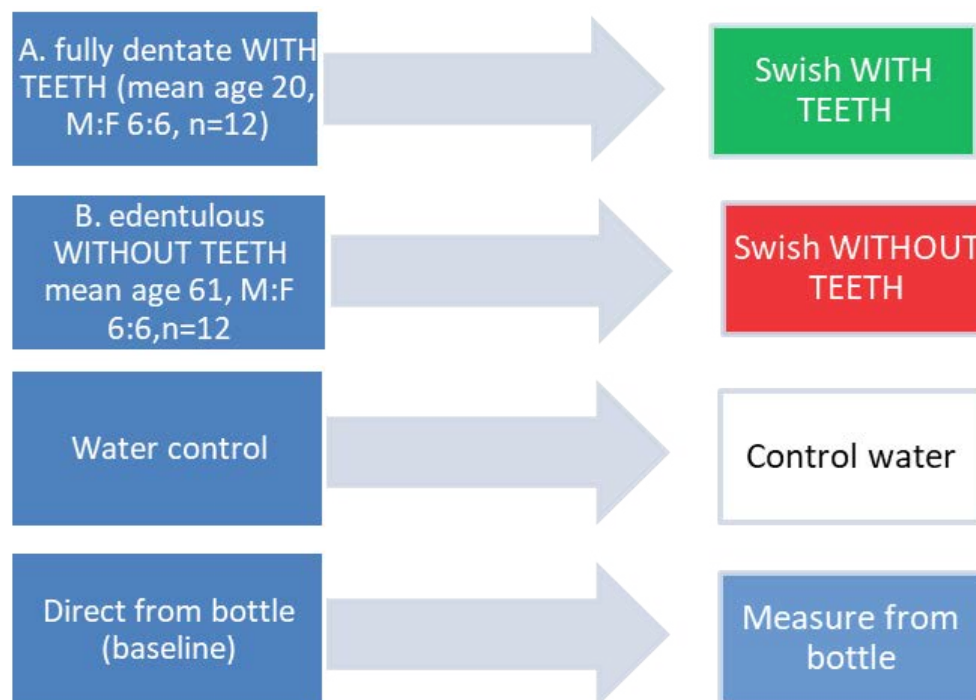 A. fully dentate WITH
TEETH (mean age 20,
M:F 6:6, n=12)
Swish WITH
TEETH
B. edentulous
WITHOUT TEETH
mean age 61, M:F
6:6,n=12
Swish WITHOUT
TEETH
Water control
Control water
Direct from bottle
(baseline)
Measure from
bottle